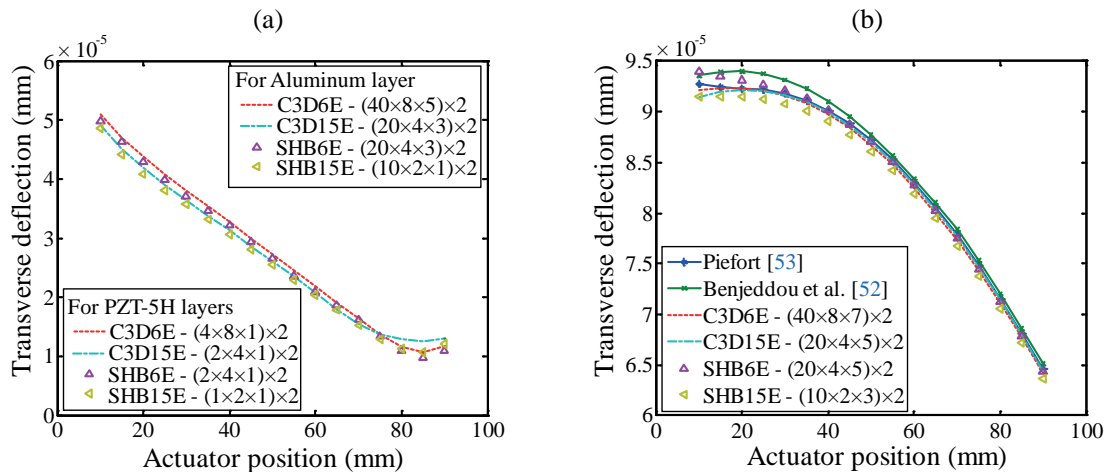 (a)
× 10⁻⁵
6
5
4
3
2
1
0
0
20
40
60
80
100
Transverse deflection (mm)
Actuator position (mm)
For Aluminum layer
C3D6E - (40×8×5)×2
C3D15E - (20×4×3)×2
SHB6E - (20×4×3)×2
SHB15E - (10×2×1)×2
For PZT-5H layers
C3D6E - (4×8×1)×2
C3D15E - (2×4×1)×2
SHB6E - (2×4×1)×2
SHB15E - (1×2×1)×2
(b)
× 10⁻⁵
9.5
9
8.5
8
7.5
7
6.5
6
0
20
40
60
80
100
Transverse deflection (mm)
Actuator position (mm)
Piefort [53]
Benjeddou et al. [52]
C3D6E - (40×8×7)×2
C3D15E - (20×4×5)×2
SHB6E - (20×4×5)×2
SHB15E - (10×2×3)×2